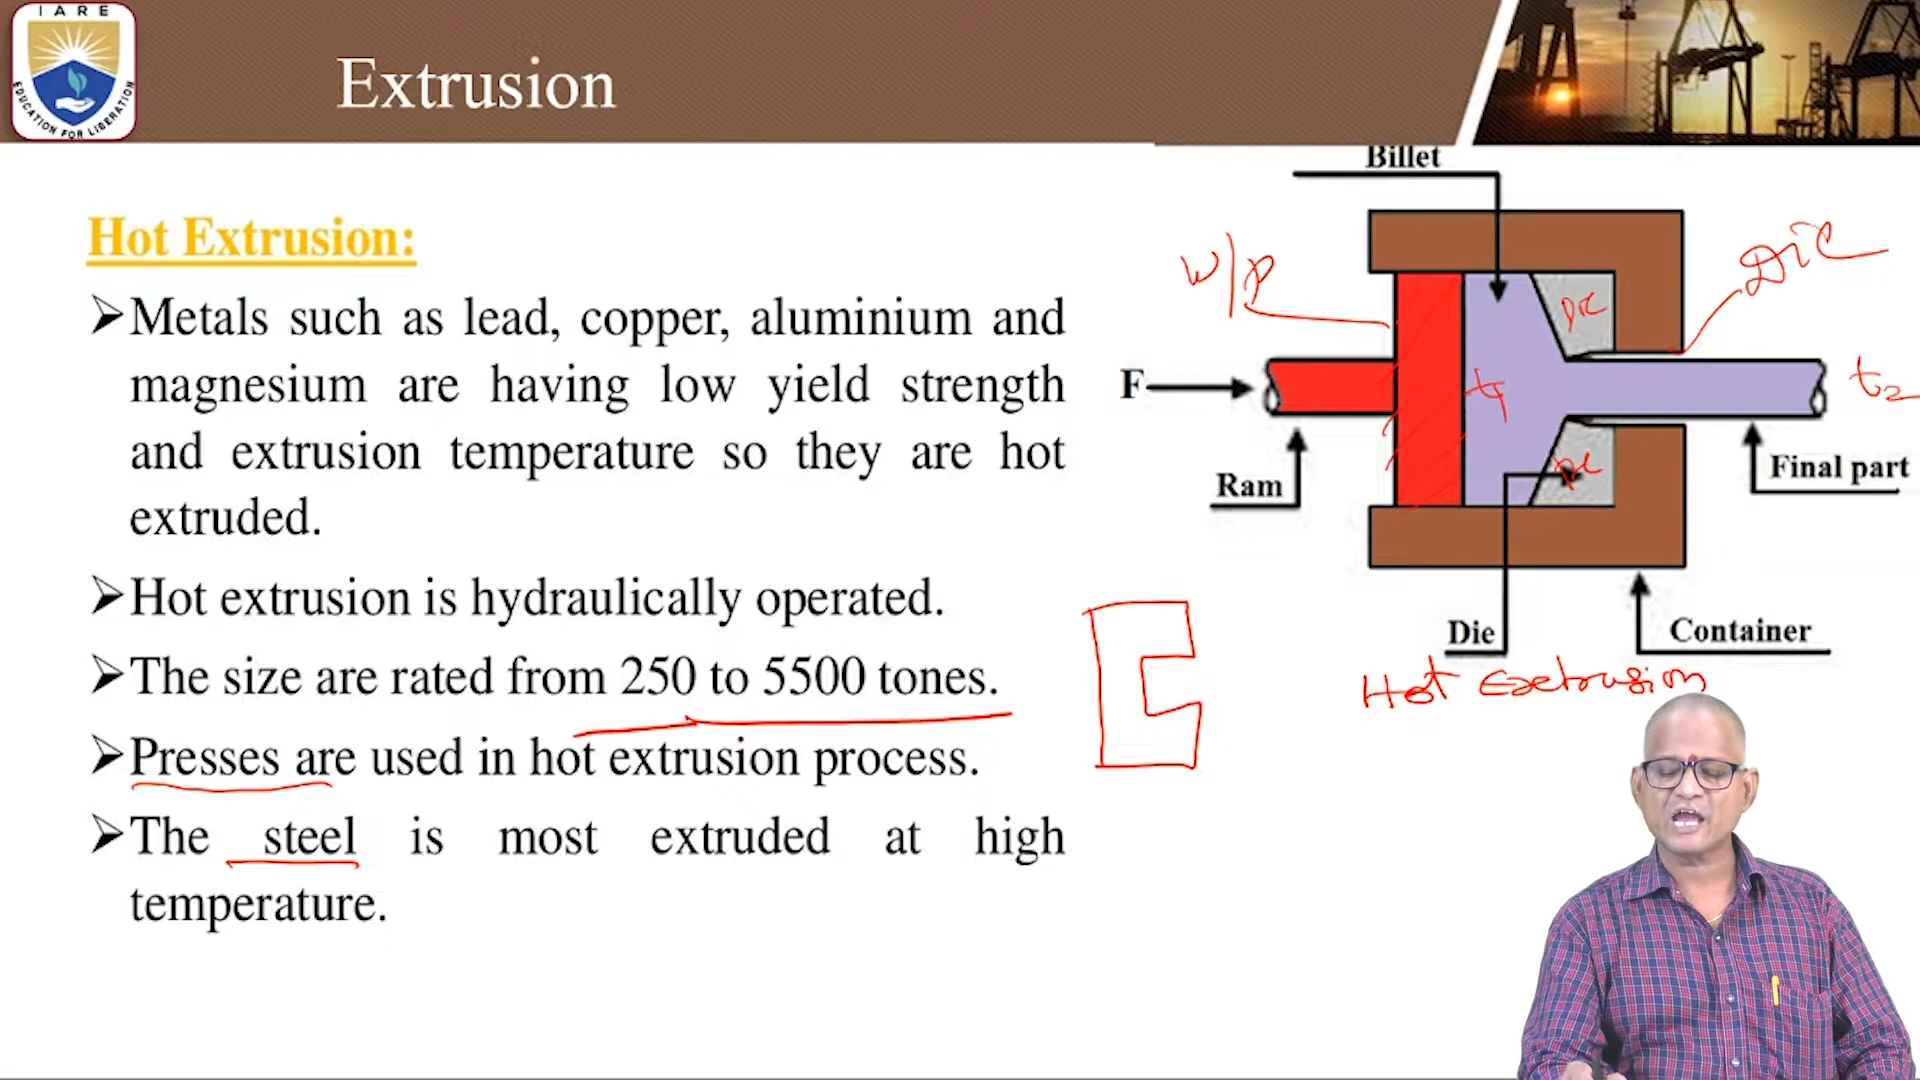 IARE
EDUCATION FOR LIBERATION
Extrusion
Hot Extrusion:
➢Metals such as lead, copper, aluminium and
magnesium are having low yield strength
and extrusion temperature so they are hot
extruded.
➢Hot extrusion is hydraulically operated.
➢The size are rated from 250 to 5500 tones.
➢Presses are used in hot extrusion process.
➢The steel is most extruded at high
temperature.
Billet
W/P
Die
Die
F
t₂
Ram
Final part
Die
Container
Hot Extrusion